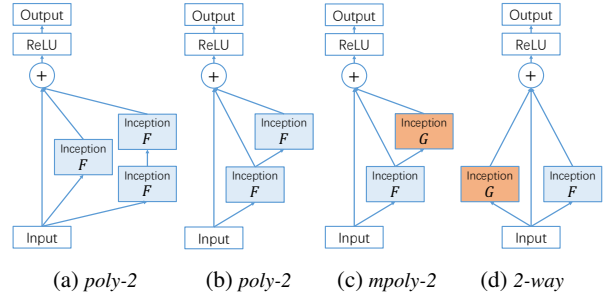 Output Output Output Output
ReLU ReLU ReLU ReLU
+ + + +
Inception
F
Inception
F
Inception
F
Input
Inception
F
Inception
F
Input
Inception
G
Inception
F
Input
Inception
G
Inception
F
Input
(a) poly-2 (b) poly-2 (c) mpoly-2 (d) 2-way